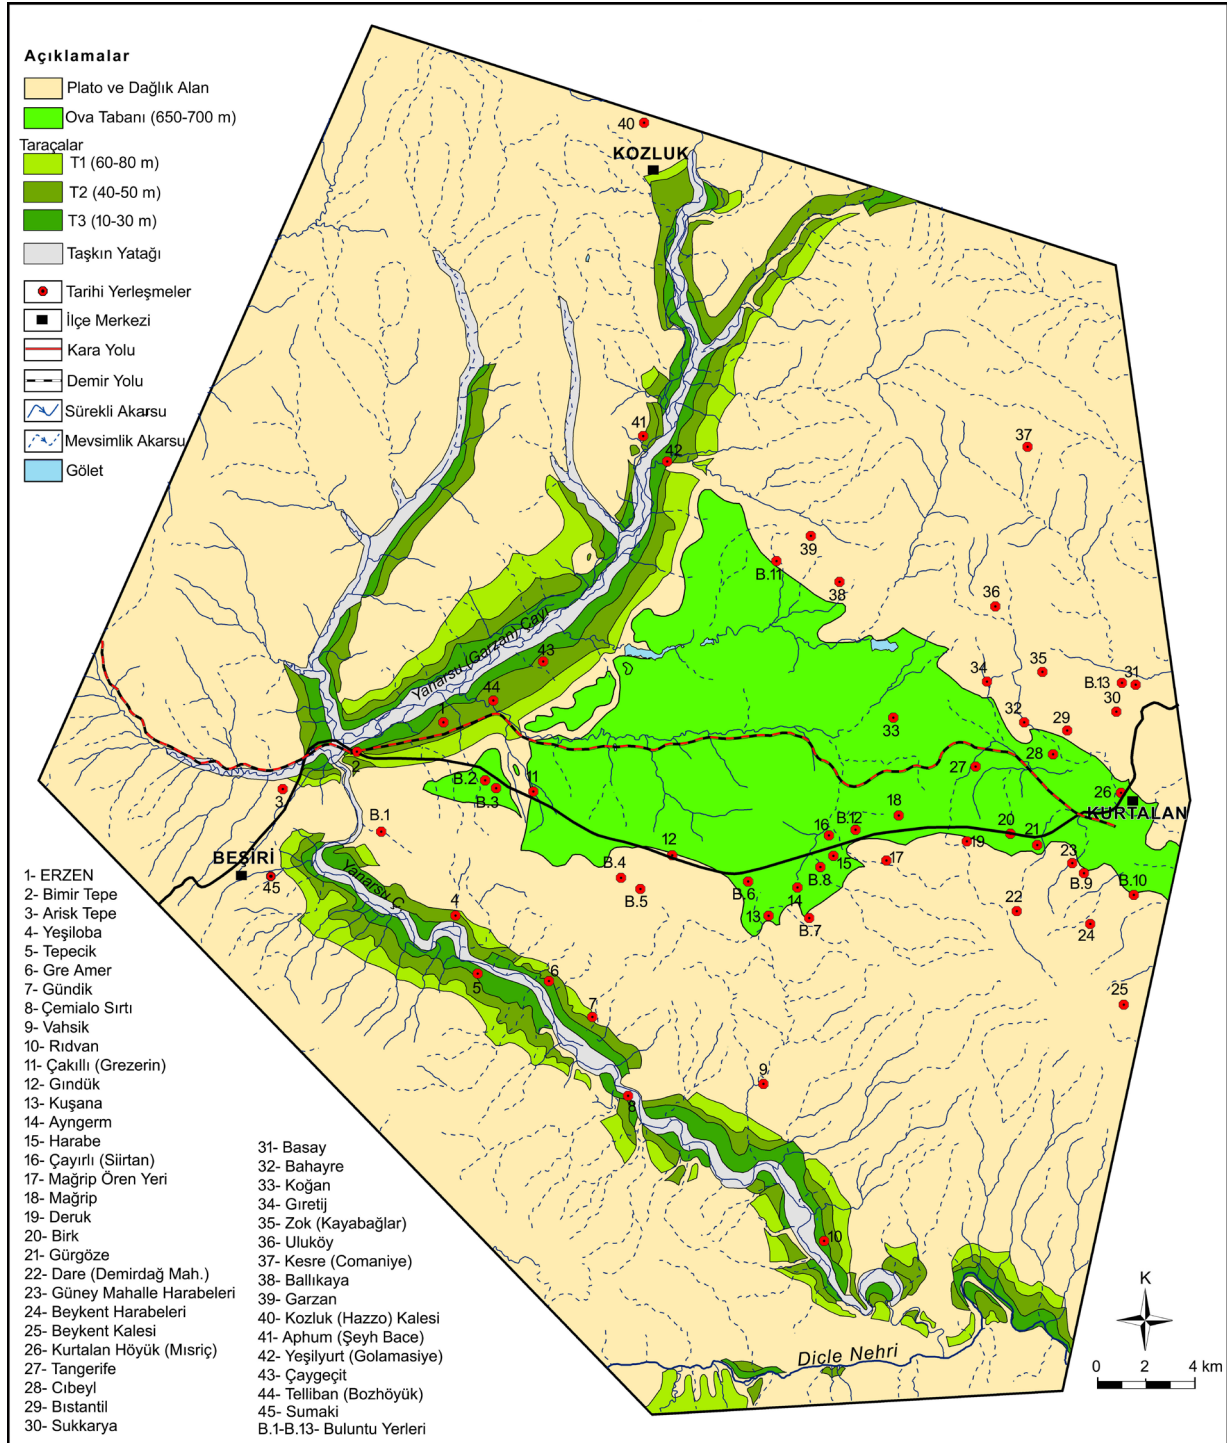 Açıklamalar
Plato ve Dağlık Alan
Ova Tabanı (650-700 m)
Taraçalar
T1 (60-80 m)
T2 (40-50 m)
T3 (10-30 m)
Taşkın Yatağı
Tarihi Yerleşmeler
İlçe Merkezi
Kara Yolu
Demir Yolu
Sürekli Akarsu
Mevsimlik Akarsu
Gölet
40
KOZLUK
41
42
37
39
B.11
38
36
43
44
1
Yanarsu (Garzan) Çayı
34
35
B.13
31
30
32
29
33
28
27
26
KURTALAN
2
3
B.2
B.3
11
B.1
BEŞİRİ
45
Yanarsu Ç.
12
B.4
B.5
B.6
16
B.12
18
15
B.8
17
19
20
21
23
B.9
B.10
14
13
B.7
22
24
25
4
5
6
7
8
9
10
Dicle Nehri
K
0 2 4 km
1- ERZEN
2- Bimir Tepe
3- Arisk Tepe
4- Yeşiloba
5- Tepecik
6- Gre Amer
7- Gündik
8- Çemialo Sırtı
9- Vahsik
10- Rıdvan
11- Çakıllı (Grezerin)
12- Gındük
13- Kuşana
14- Ayngerm
15- Harabe
16- Çayırlı (Siirtan)
17- Mağrip Ören Yeri
18- Mağrip
19- Deruk
20- Birk
21- Gürgöze
22- Dare (Demirdağ Mah.)
23- Güney Mahalle Harabeleri
24- Beykent Harabeleri
25- Beykent Kalesi
26- Kurtalan Höyük (Mısriç)
27- Tangerife
28- Cıbeyl
29- Bıstantil
30- Sukkarya
31- Basay
32- Bahayre
33- Koğan
34- Gıretij
35- Zok (Kayabağlar)
36- Uluköy
37- Kesre (Comaniye)
38- Ballıkaya
39- Garzan
40- Kozluk (Hazzo) Kalesi
41- Aphum (Şeyh Bace)
42- Yeşilyurt (Golamasiye)
43- Çaygeçit
44- Telliban (Bozhöyük)
45- Sumaki
B.1-B.13- Buluntu Yerleri